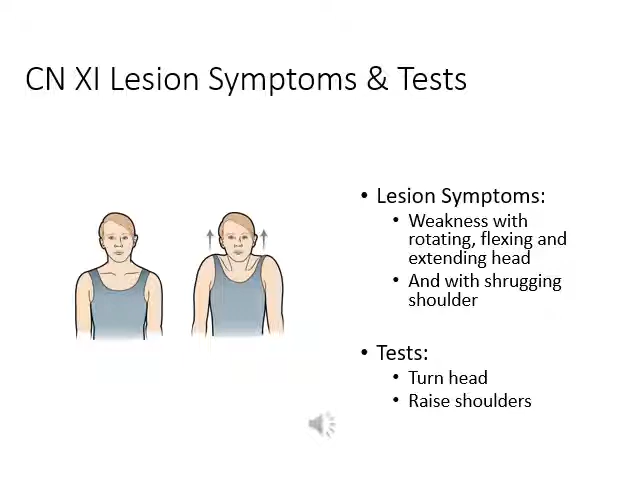 CN XI Lesion Symptoms & Tests
• Lesion Symptoms:
• Weakness with
rotating, flexing and
extending head
• And with shrugging
shoulder
• Tests:
• Turn head
• Raise shoulders